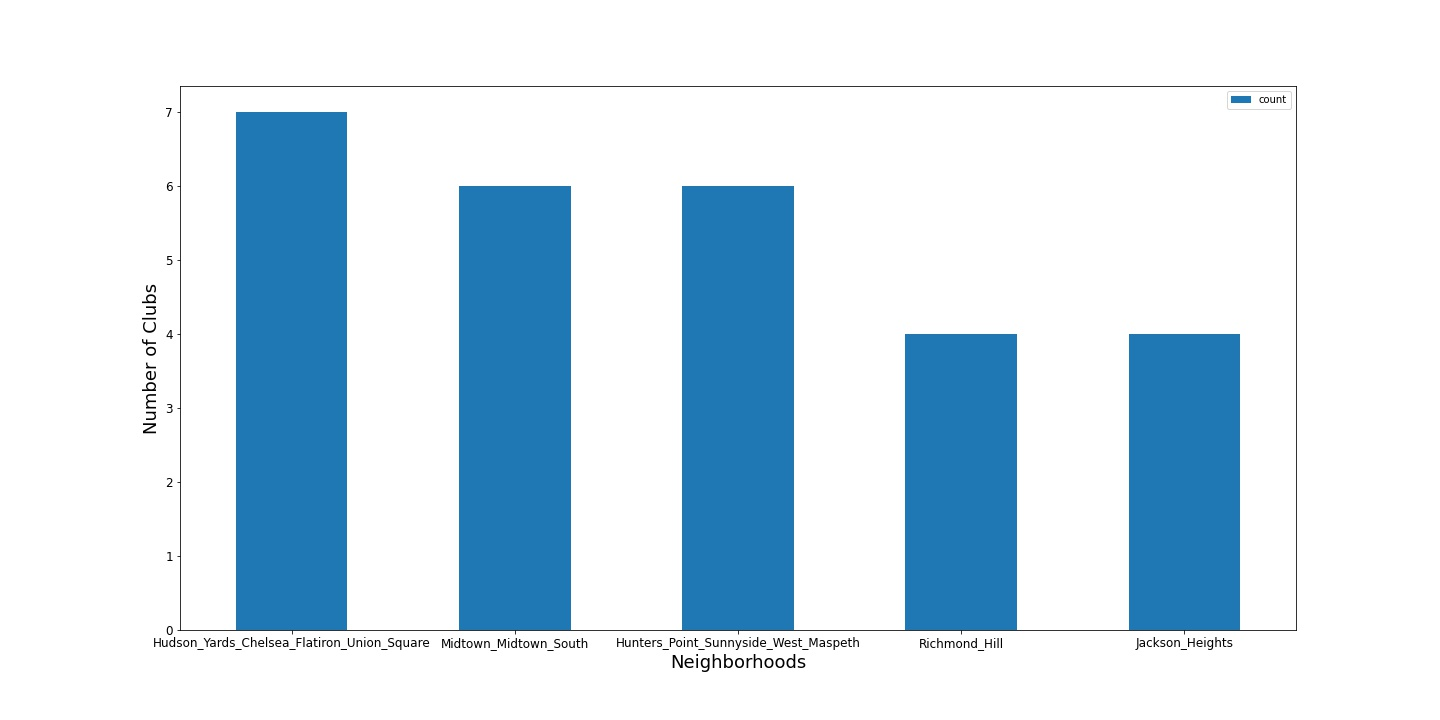 count
7
6
5
4
3
2
1
0
Number of Clubs
Hudson_Yards_Chelsea_Flatiron_Union_Square Midtown_Midtown_South Hunters_Point_Sunnyside_West_Maspeth Richmond_Hill Jackson_Heights
Neighborhoods